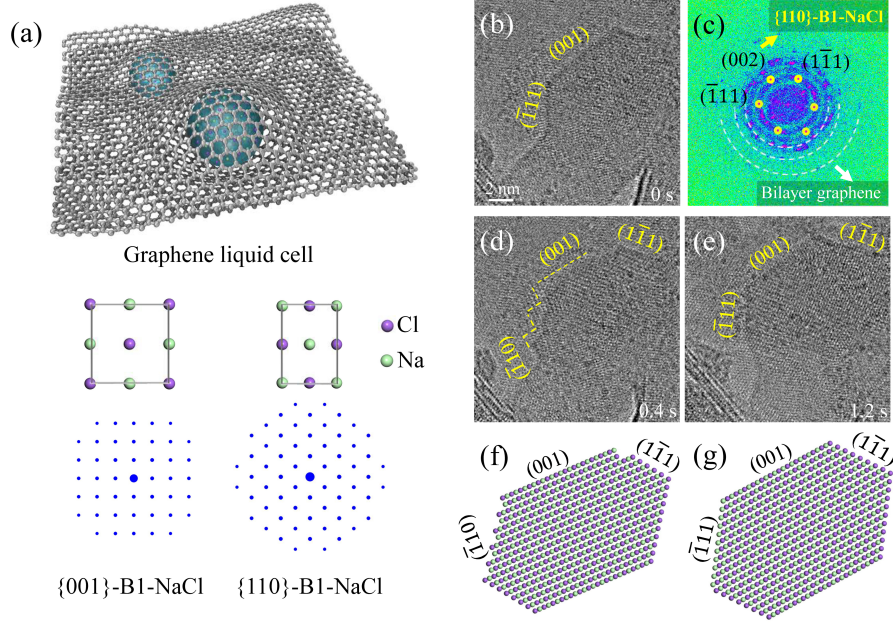 (a)
Graphene liquid cell
Cl
Na
{001}-B1-NaCl
{110}-B1-NaCl
(b)
(001)
(1̅11)
2 nm
0 s
(c)
{110}-B1-NaCl
(002)
(11̅1)
(1̅11)
Bilayer graphene
(d)
(001)
(11̅1)
(1̅10)
0.4 s
(e)
(001)
(11̅1)
(1̅11)
1.2 s
(f)
(001)
(11̅1)
(1̅10)
(g)
(001)
(11̅1)
(1̅11)